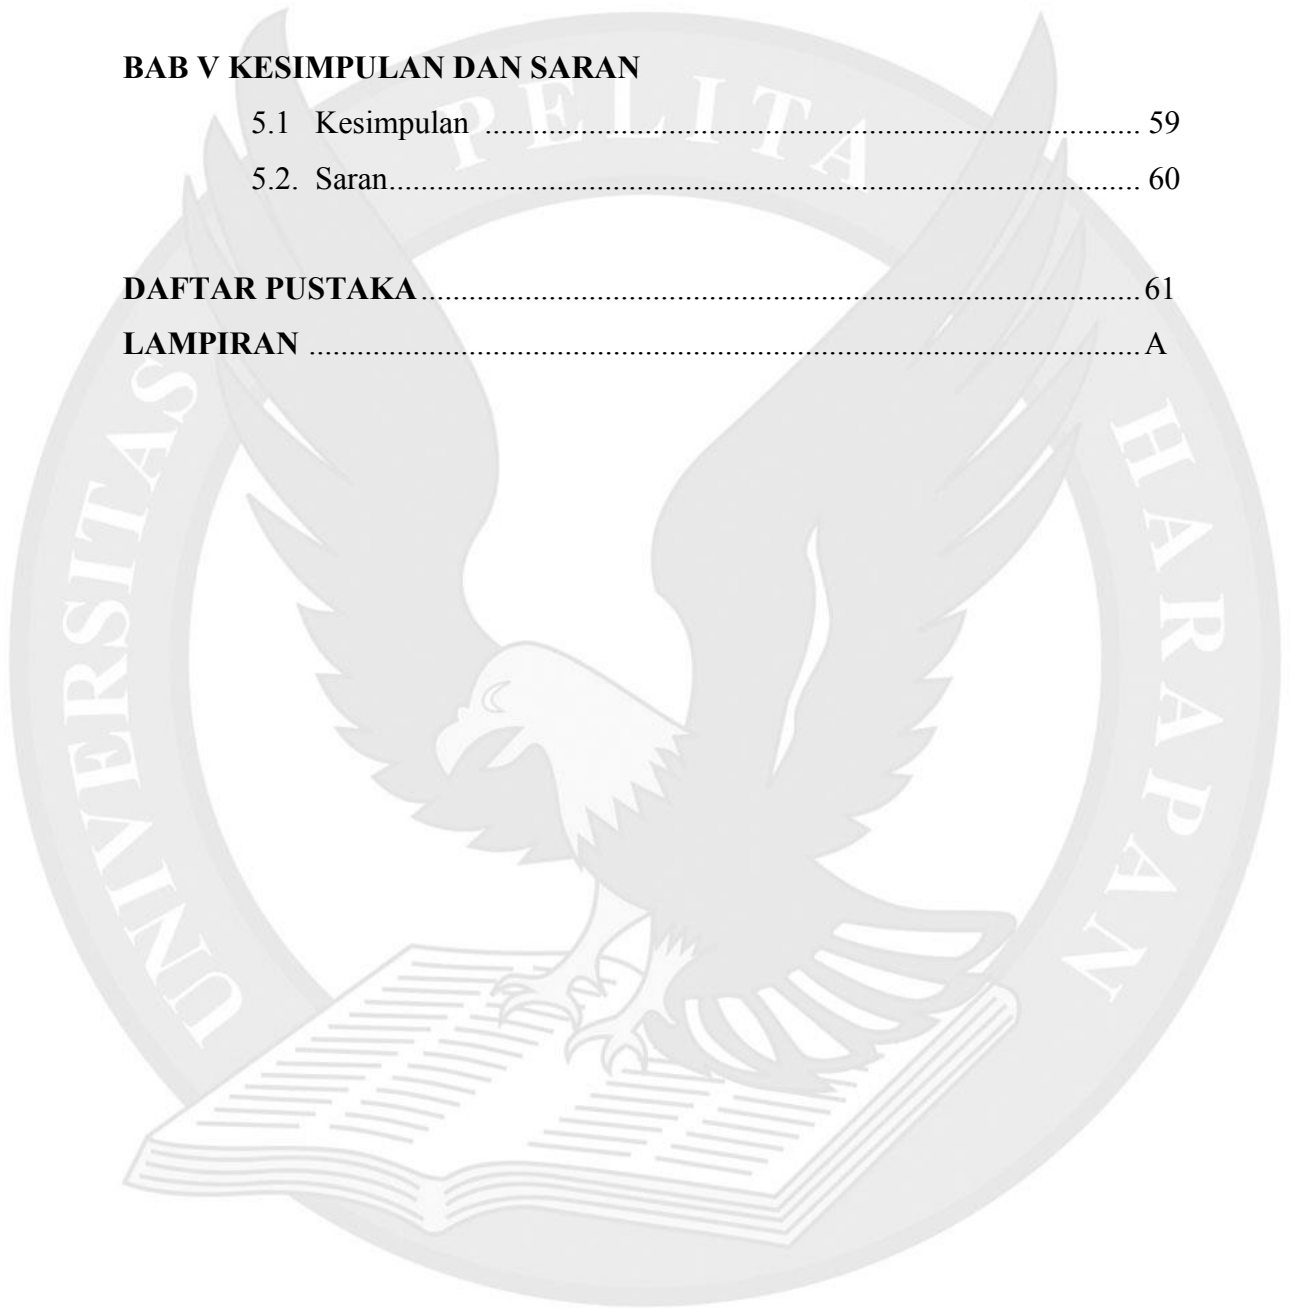 BAB V KESIMPULAN DAN SARAN
5.1 Kesimpulan ................................................................................ 59
5.2. Saran............................................................................................ 60
DAFTAR PUSTAKA........................................................................................ 61
LAMPIRAN ...................................................................................................... A
UNIVERSITAS PELITA HARAPAN